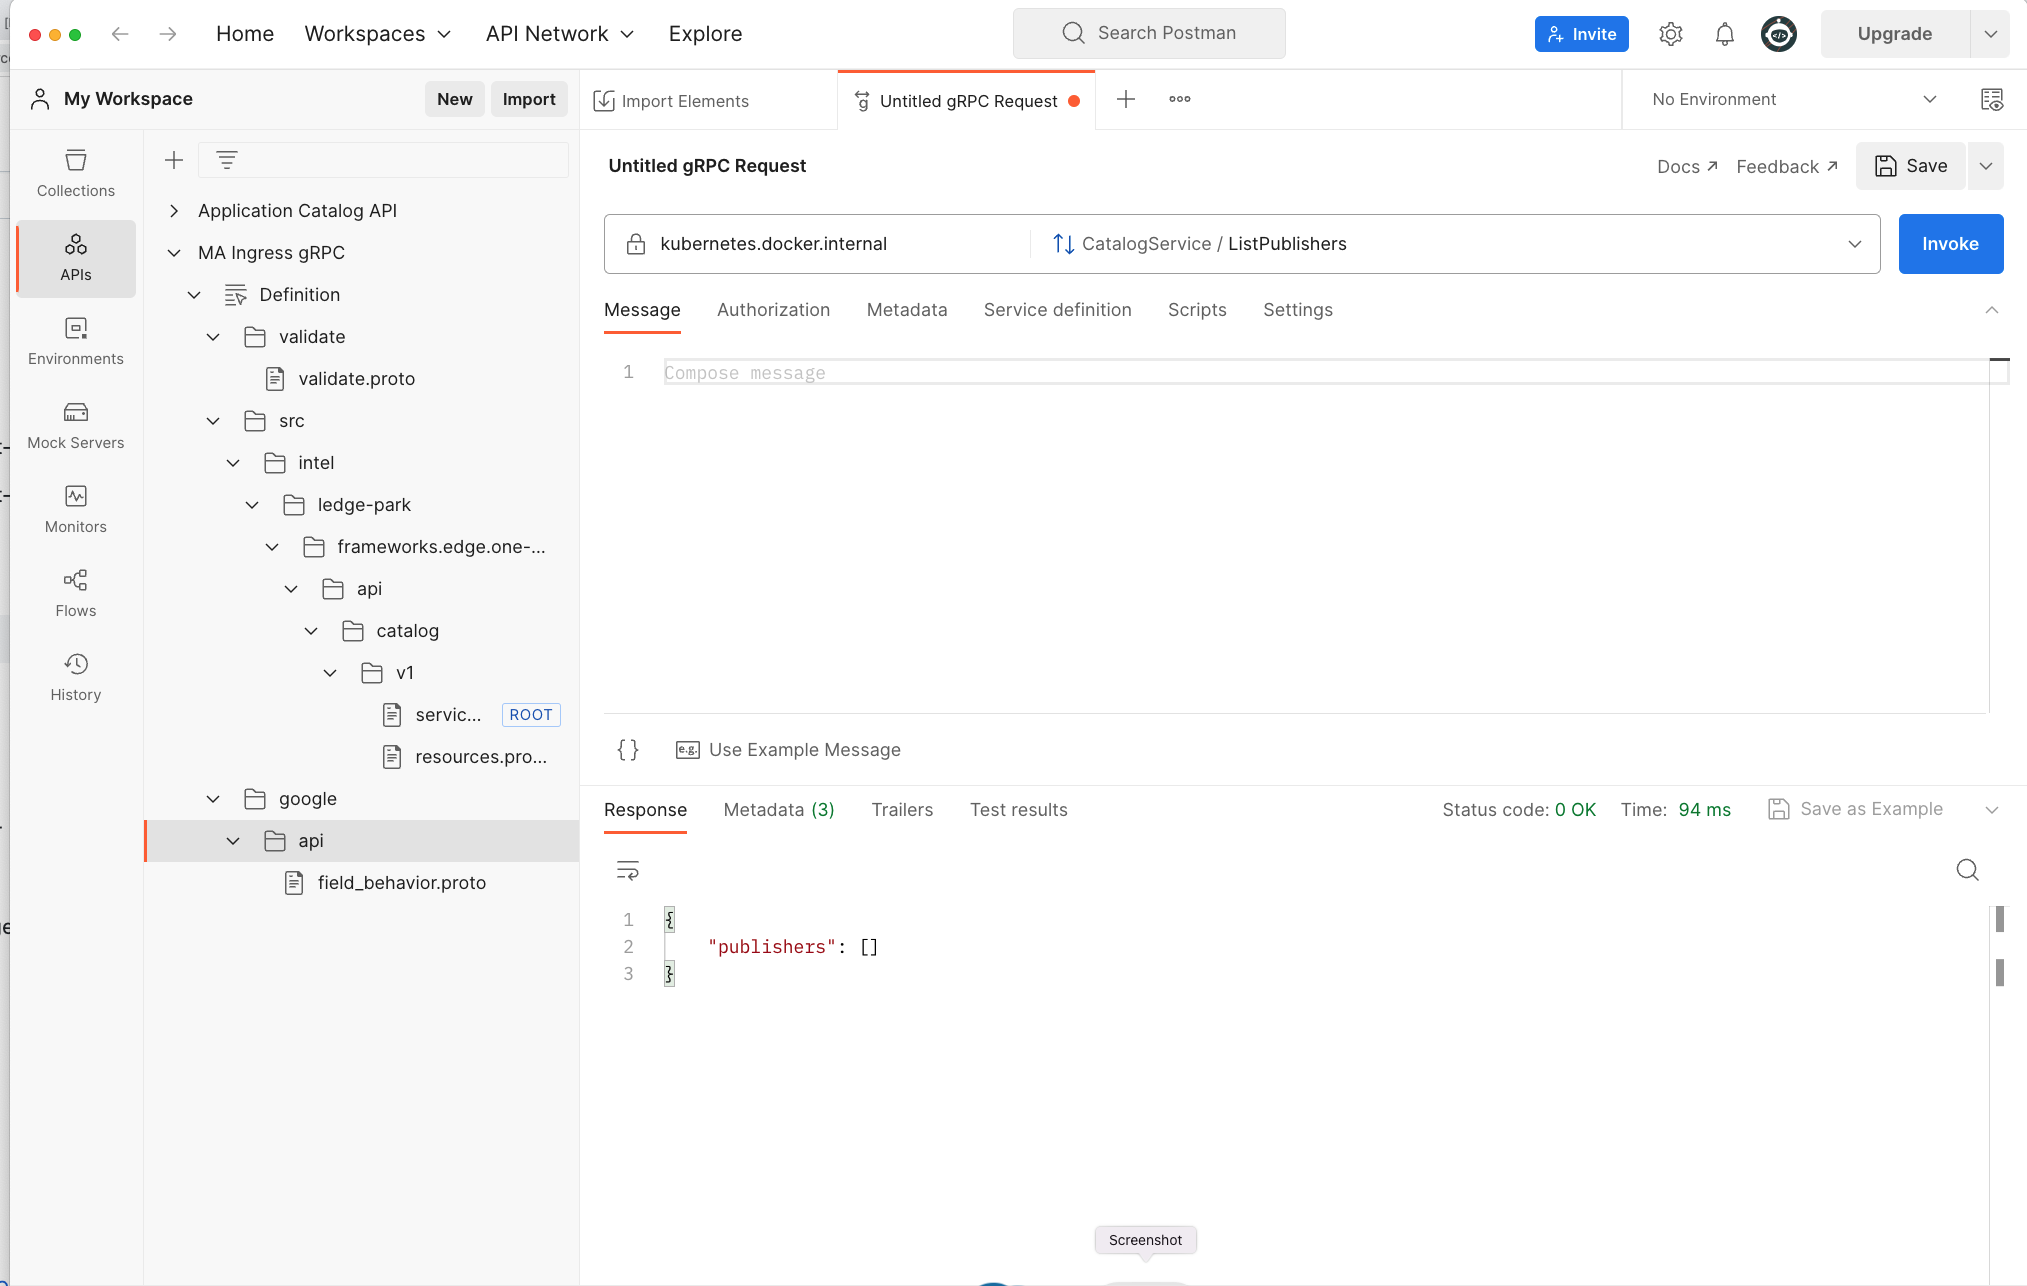 Home Workspaces API Network Explore Search Postman Invite Upgrade
My Workspace New Import Import Elements Untitled gRPC Request No Environment
Collections
APIs
Environments
Mock Servers
Monitors
Flows
History
Application Catalog API
MA Ingress gRPC
Definition
validate
validate.proto
src
intel
ledge-park
frameworks.edge.one-...
api
catalog
v1
servic... ROOT
resources.pro...
google
api
field_behavior.proto
Untitled gRPC Request Docs Feedback Save
kubernetes.docker.internal CatalogService / ListPublishers Invoke
Message Authorization Metadata Service definition Scripts Settings
1 Compose message
{} e.g. Use Example Message
Response Metadata (3) Trailers Test results Status code: 0 OK Time: 94 ms Save as Example
1 {
2 "publishers": []
3 }
Screenshot